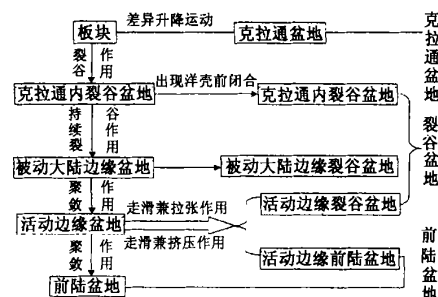 差异升降运动
板块
克拉通盆地
克拉通盆地
裂谷
作用
出现洋壳前闭合
克拉通内裂谷盆地
克拉通内裂谷盆地
持续裂
谷作用
裂谷盆地
被动大陆边缘盆地
被动大陆边缘裂谷盆地
聚敛
作用
走滑兼拉张作用
活动边缘裂谷盆地
活动边缘盆地
走滑兼挤压作用
聚敛
作用
活动边缘前陆盆地
前陆盆地
前陆盆地